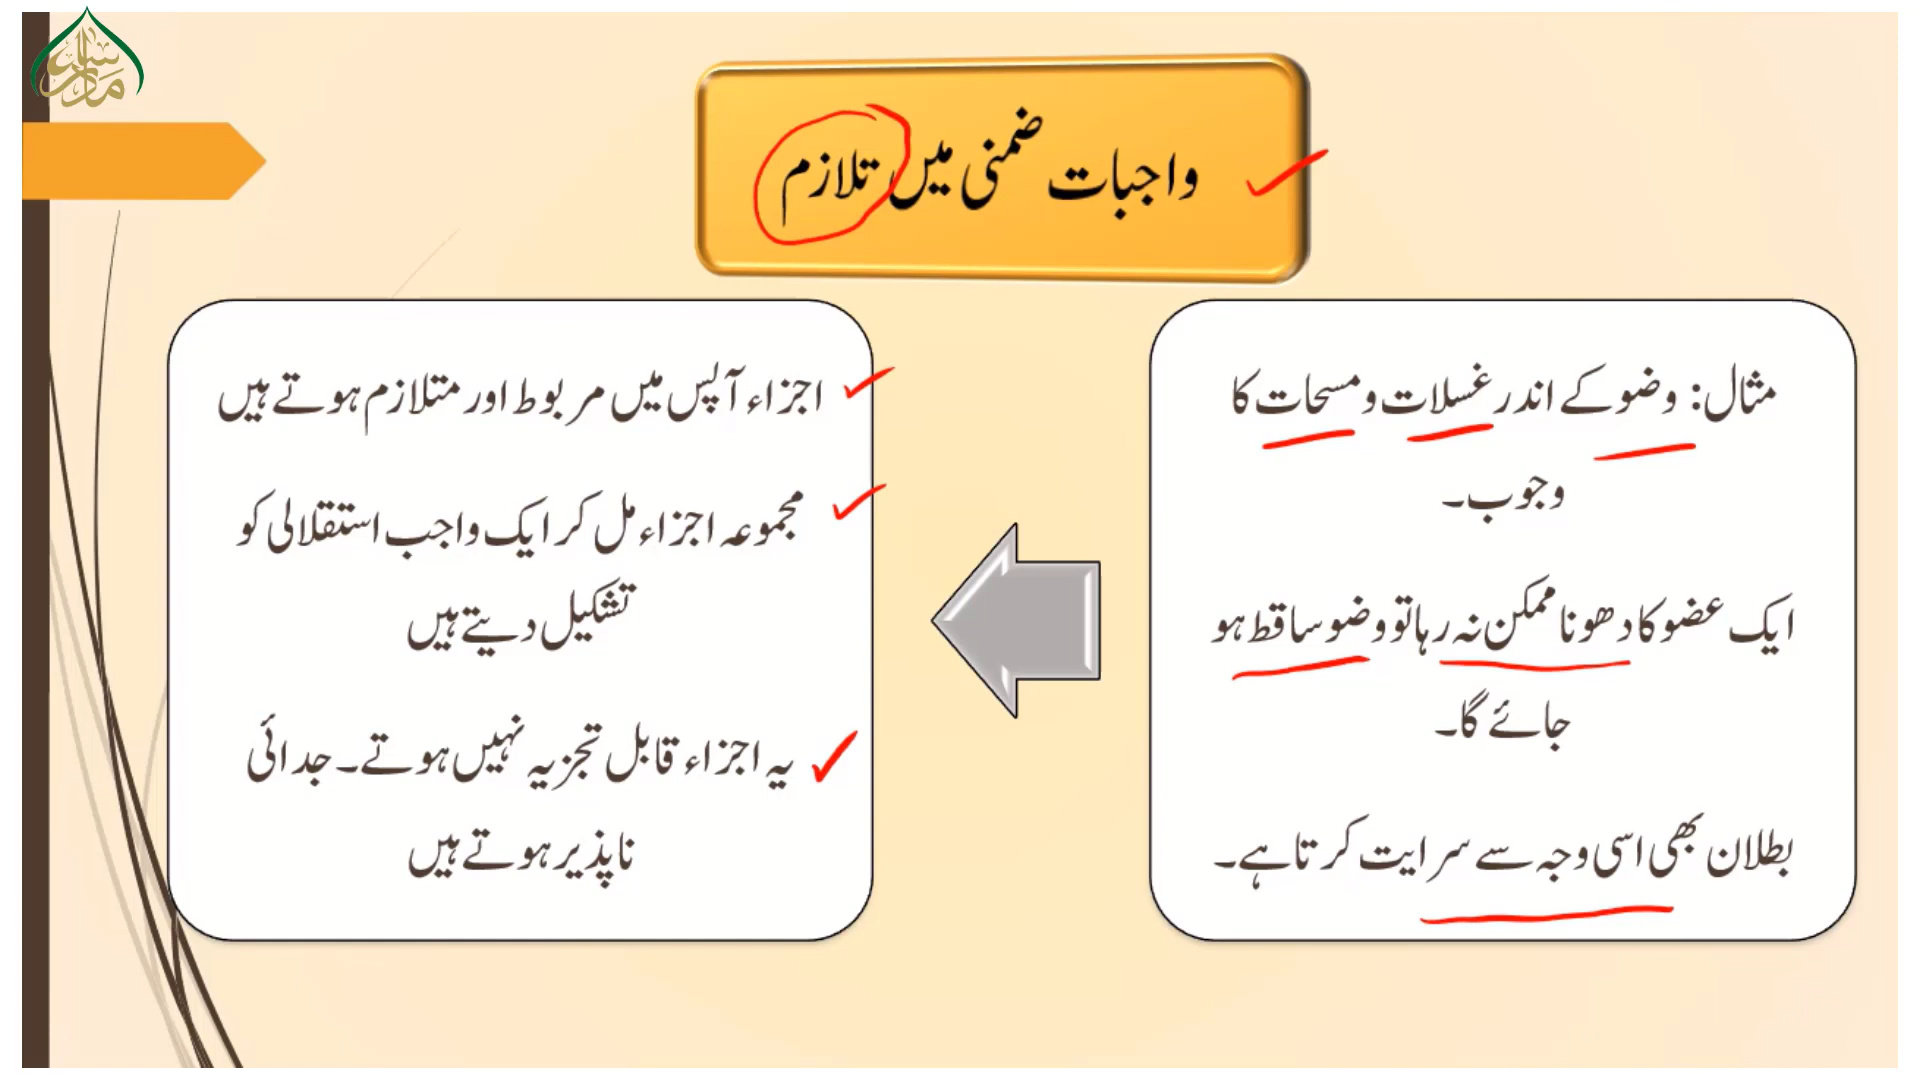 واجبات ضمنی میں تلازم
مثال: وضو کے اندر غسلات و مسحات کا
وجوب۔
ایک عضو کا دھونا ممکن نہ رہا تو وضو ساقط ہو
جائے گا۔
بطلان بھی اسی وجہ سے سرایت کرتا ہے۔
اجزاء آپس میں مربوط اور متلازم ہوتے ہیں
مجموعہ اجزاء مل کر ایک واجب استقلالی کو
تشکیل دیتے ہیں
یہ اجزاء قابل تجزیہ نہیں ہوتے۔ جدائی
ناپذیر ہوتے ہیں